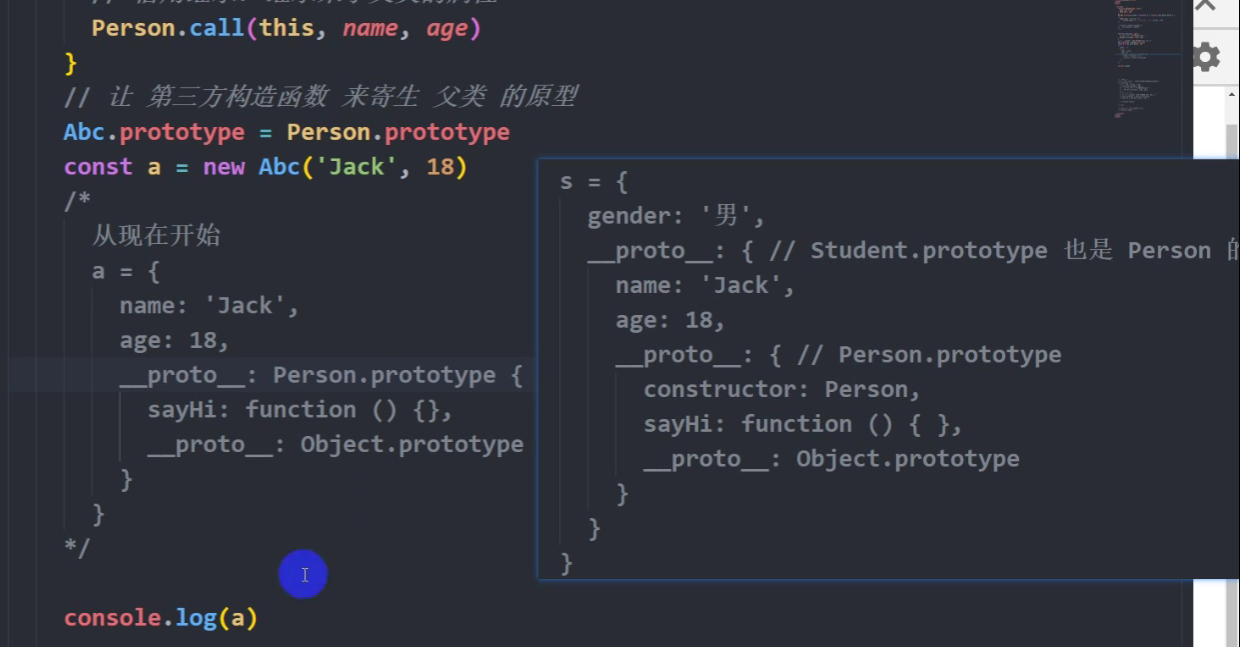 Person.call(this, name, age)
}
// 让 第三方构造函数 来寄生 父类 的原型
Abc.prototype = Person.prototype
const a = new Abc('Jack', 18)
/*
从现在开始
a = {
name: 'Jack',
age: 18,
__proto__: Person.prototype {
sayHi: function () {},
__proto__: Object.prototype
}
}
*/
console.log(a)
s = {
gender: '男',
__proto__: { // Student.prototype 也是 Person 的
name: 'Jack',
age: 18,
__proto__: { // Person.prototype
constructor: Person,
sayHi: function () { },
__proto__: Object.prototype
}
}
}